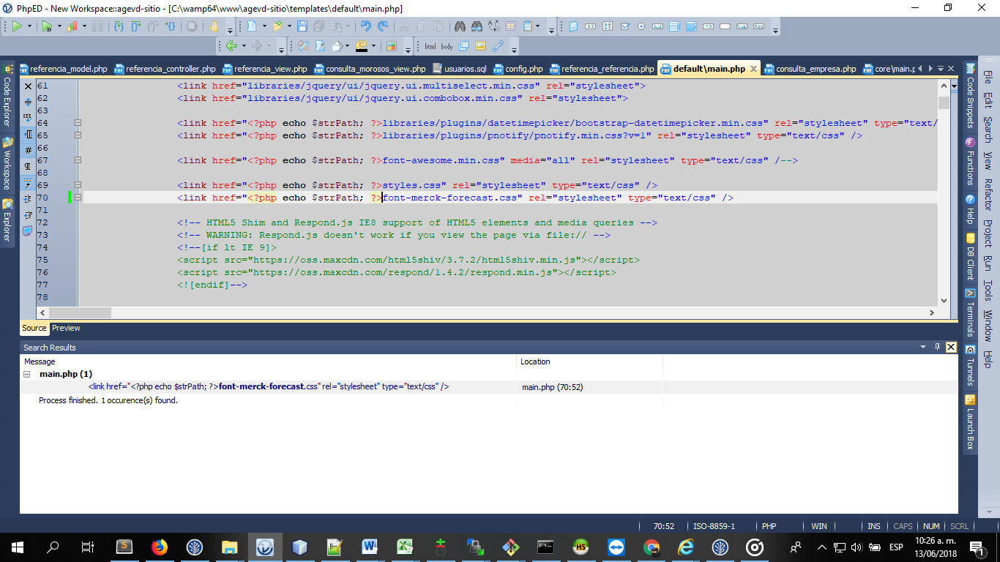 PhpED - New Workspace::agevd-sitio - [C:\wamp64\www\agevd-sitio\templates\default\main.php]
html body
referencia_model.php referencia_controller.php referencia_view.php consulta_morosos_view.php usuarios.sql config.php referencia_referencia.php default\main.php consulta_empresa.php core\main.p
Code Explorer
Workspace
Explorer
61 <link href="libraries/jquery/ui/jquery.ui.multiselect.min.css" rel="stylesheet">
62 <link href="libraries/jquery/ui/jquery.ui.combobox.min.css" rel="stylesheet">
63
64 <link href="<?php echo $strPath; ?>libraries/plugins/datetimepicker/bootstrap-datetimepicker.min.css" rel="stylesheet" type="text/
65 <link href="<?php echo $strPath; ?>libraries/plugins/pnotify/pnotify.min.css?v=1" rel="stylesheet" type="text/css" />
66
67 <link href="<?php echo $strPath; ?>font-awesome.min.css" media="all" rel="stylesheet" type="text/css" /-->
68
69 <link href="<?php echo $strPath; ?>styles.css" rel="stylesheet" type="text/css" />
70 <link href="<?php echo $strPath; ?>font-merck-forecast.css" rel="stylesheet" type="text/css" />
71
72 <!-- HTML5 Shim and Respond.js IE8 support of HTML5 elements and media queries -->
73 <!-- WARNING: Respond.js doesn't work if you view the page via file:// -->
74 <!--[if lt IE 9]>
75 <script src="https://oss.maxcdn.com/html5shiv/3.7.2/html5shiv.min.js"></script>
76 <script src="https://oss.maxcdn.com/respond/1.4.2/respond.min.js"></script>
77 <![endif]-->
78
Source Preview
Search Results
Message Location
main.php (1)
<link href="<?php echo $strPath; ?>font-merck-forecast.css" rel="stylesheet" type="text/css" /> main.php (70:52)
Process finished. 1 occurence(s) found.
Code Snippets
Functions
Help
DB Client
Terminals
Tunnels
Launch Box
File Edit Search View Refactor Project Run Tools Window Help
70:52 ISO-8859-1 PHP WIN INS CAPS NUM SCRL
ESP
10:26 a. m.
13/06/2018
1